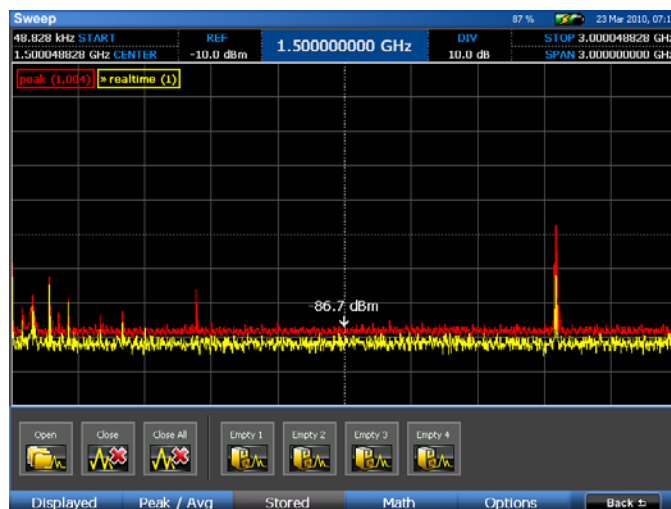 Sweep 87 % 23 Mar 2010, 07:1
48.828 kHz START REF 1.500000000 GHz DIV STOP 3.000048828 GH
1.500048828 GHz CENTER -10.0 dBm 10.0 dB SPAN 3.000000000 GH
peak (1,004) » realtime (1)
-86.7 dBm
Open Close Close All Empty 1 Empty 2 Empty 3 Empty 4
Displayed Peak / Avg Stored Math Options Back